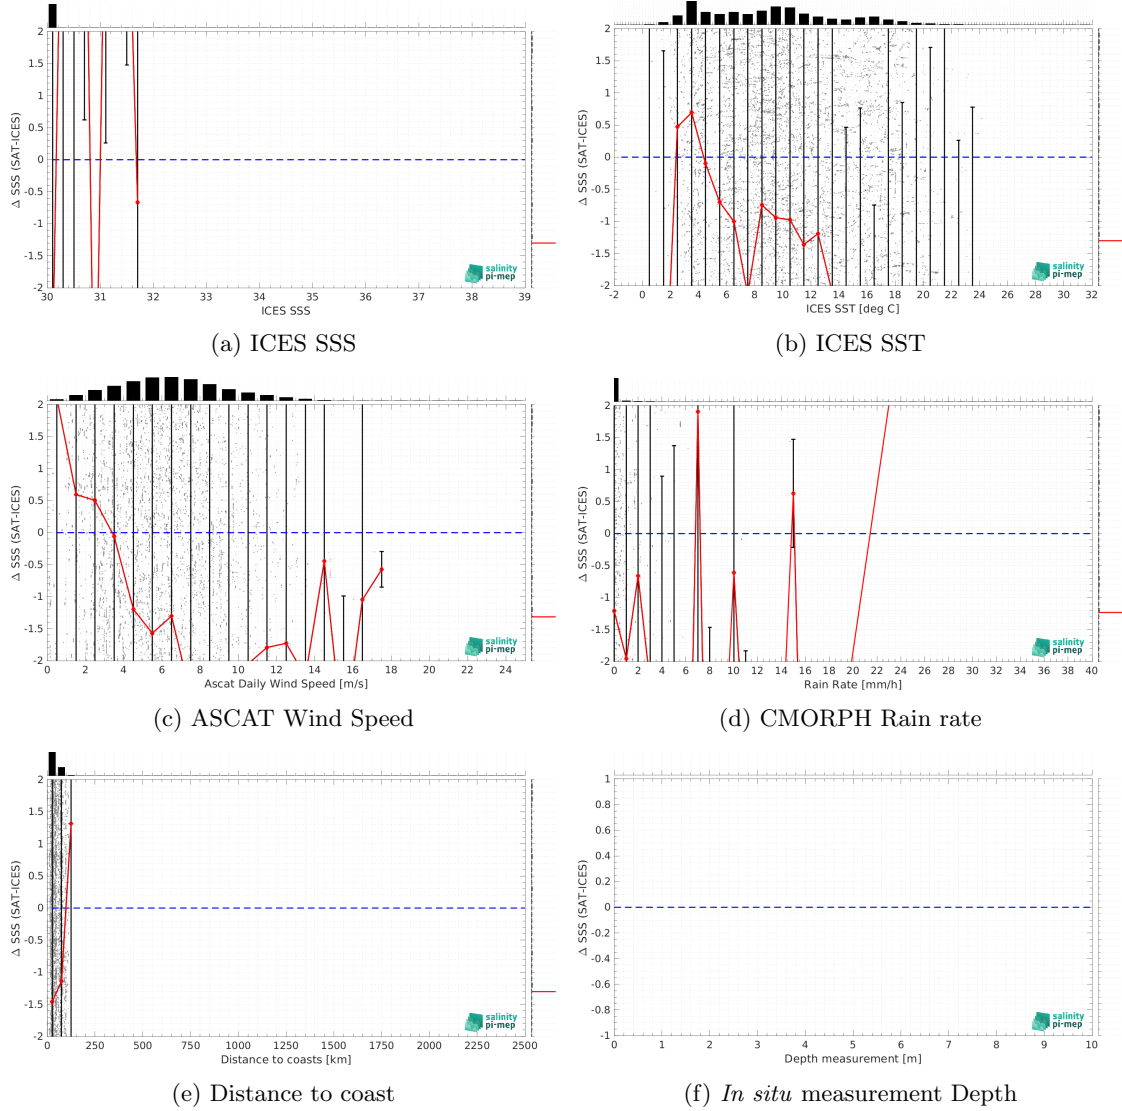 2
1.5
1
0.5
0
-0.5
-1
-1.5
-2
Δ SSS (SAT-ICES)
salinity
pi-mep
30 31 32 33 34 35 36 37 38 39
ICES SSS
(a) ICES SSS
2
1.5
1
0.5
0
-0.5
-1
-1.5
-2
Δ SSS (SAT-ICES)
salinity
pi-mep
-2 0 2 4 6 8 10 12 14 16 18 20 22 24 26 28 30 32
ICES SST [deg C]
(b) ICES SST
2
1.5
1
0.5
0
-0.5
-1
-1.5
-2
Δ SSS (SAT-ICES)
salinity
pi-mep
0 2 4 6 8 10 12 14 16 18 20 22 24
Ascat Daily Wind Speed [m/s]
(c) ASCAT Wind Speed
2
1.5
1
0.5
0
-0.5
-1
-1.5
-2
Δ SSS (SAT-ICES)
salinity
pi-mep
0 2 4 6 8 10 12 14 16 18 20 22 24 26 28 30 32 34 36 38 40
Rain Rate [mm/h]
(d) CMORPH Rain rate
2
1.5
1
0.5
0
-0.5
-1
-1.5
-2
Δ SSS (SAT-ICES)
salinity
pi-mep
0 250 500 750 1000 1250 1500 1750 2000 2250 2500
Distance to coasts [km]
(e) Distance to coast
1
0.8
0.6
0.4
0.2
0
-0.2
-0.4
-0.6
-0.8
-1
Δ SSS (SAT-ICES)
salinity
pi-mep
0 1 2 3 4 5 6 7 8 9 10
Depth measurement [m]
(f) In situ measurement Depth